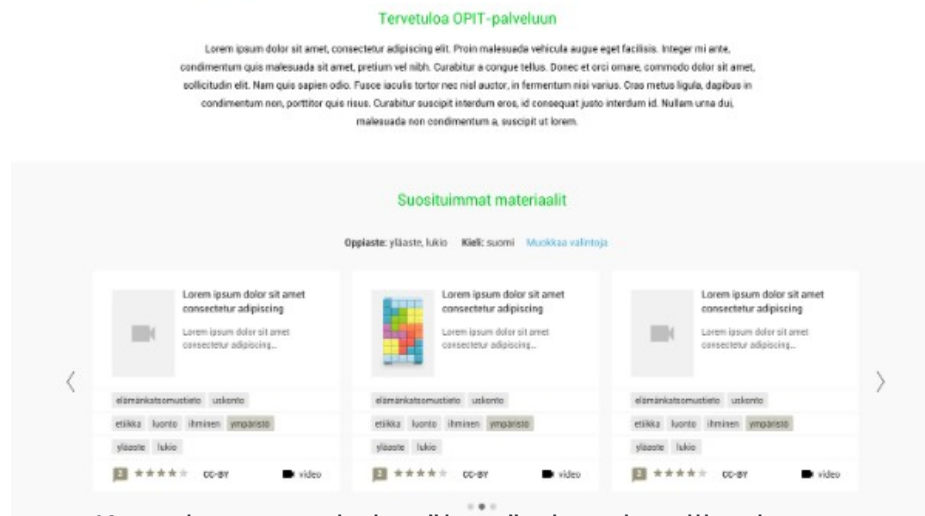 Tervetuloa OPIT-palveluun
Lorem ipsum dolor sit amet, consectetur adipiscing elit. Proin malesuada vehicula augue eget facilisis. Integer mi ante,
condimentum quis malesuada sit amet, pretium vel nibh. Curabitur a congue tellus. Donec et orci ornare, commodo dolor sit amet,
sollicitudin elit. Nam quis sapien odio. Fusce iaculis tortor nec nisl auctor, in fermentum nisi varius. Cras metus ligula, dapibus in
condimentum non, porttitor quis risus. Curabitur suscipit interdum eros, id consequat justo interdum id. Nullam urna dui,
malesuada non condimentum a, suscipit ut lorem.
Suosituimmat materiaalit
Oppiaste: yläaste, lukio Kieli: suomi Muokkaa valintoja
Lorem ipsum dolor sit amet
consectetur adipiscing
Lorem ipsum dolor sit amet
consectetur adipiscing...
elämänkatsomustieto uskonto
etiikka luonto ihminen ympäristö
yläaste lukio
2 CC-BY video
Lorem ipsum dolor sit amet
consectetur adipiscing
Lorem ipsum dolor sit amet
consectetur adipiscing...
elämänkatsomustieto uskonto
etiikka luonto ihminen ympäristö
yläaste lukio
2 CC-BY video
Lorem ipsum dolor sit amet
consectetur adipiscing
Lorem ipsum dolor sit amet
consectetur adipiscing...
elämänkatsomustieto uskonto
etiikka luonto ihminen ympäristö
yläaste lukio
2 CC-BY video